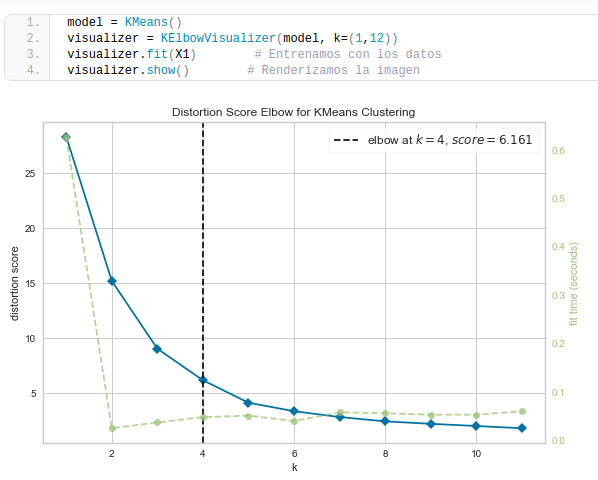 1. model = KMeans()
2. visualizer = KElbowVisualizer(model, k=(1,12))
3. visualizer.fit(X1)        # Entrenamos con los datos
4. visualizer.show()        # Renderizamos la imagen
Distortion Score Elbow for KMeans Clustering
elbow at k = 4, score = 6.161
distortion score
25
20
15
10
5
2 4 6 8 10
k
0.6
0.5
0.4
0.3
0.2
0.1
0.0
fit time (seconds)